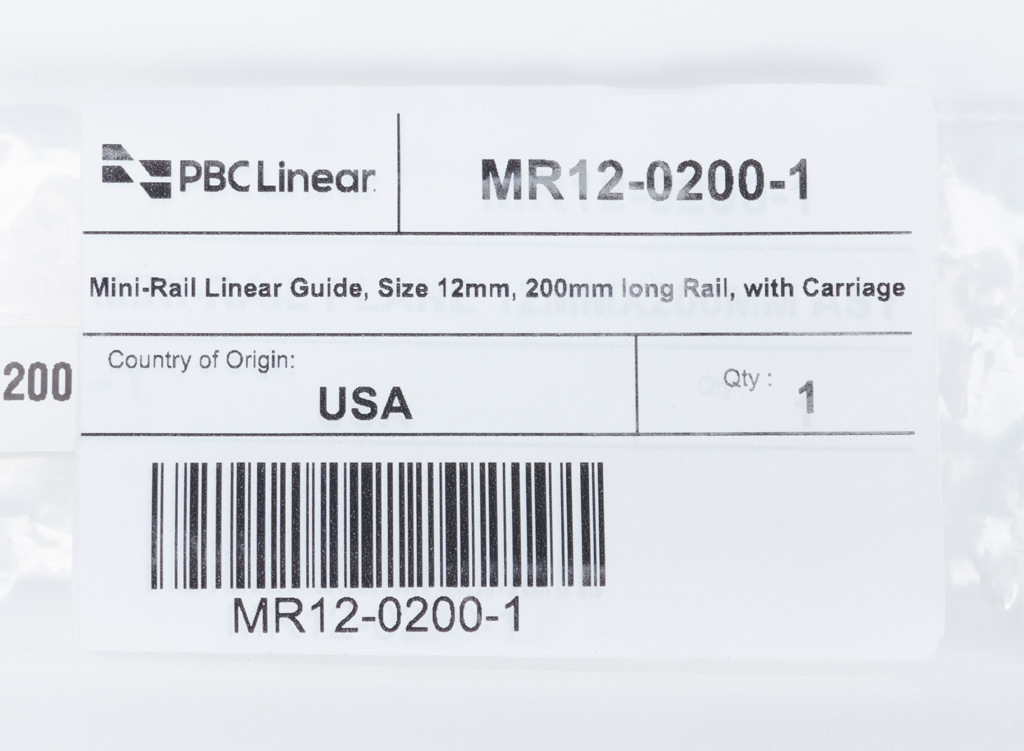 PBC Linear
MR12-0200-1
Mini-Rail Linear Guide, Size 12mm, 200mm long Rail, with Carriage
200
Country of Origin:
USA
Qty :
1
MR12-0200-1